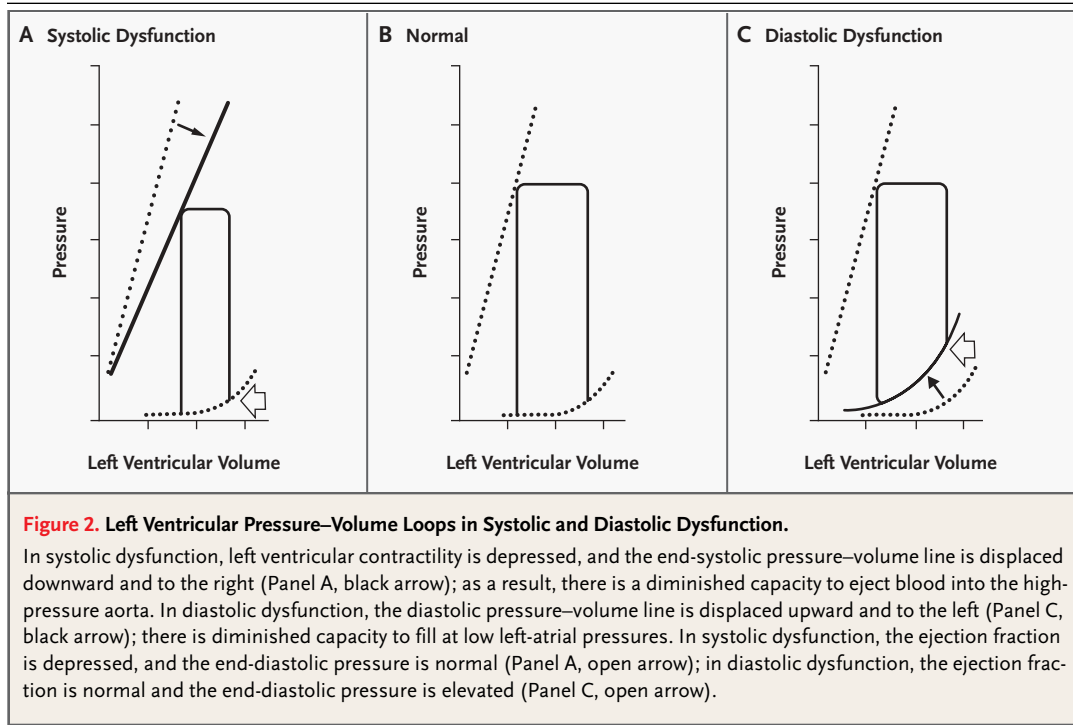 A Systolic Dysfunction
Pressure
Left Ventricular Volume
B Normal
Pressure
Left Ventricular Volume
C Diastolic Dysfunction
Pressure
Left Ventricular Volume
Figure 2. Left Ventricular Pressure–Volume Loops in Systolic and Diastolic Dysfunction.
In systolic dysfunction, left ventricular contractility is depressed, and the end-systolic pressure–volume line is displaced
downward and to the right (Panel A, black arrow); as a result, there is a diminished capacity to eject blood into the high-
pressure aorta. In diastolic dysfunction, the diastolic pressure–volume line is displaced upward and to the left (Panel C,
black arrow); there is diminished capacity to fill at low left-atrial pressures. In systolic dysfunction, the ejection fraction
is depressed, and the end-diastolic pressure is normal (Panel A, open arrow); in diastolic dysfunction, the ejection frac-
tion is normal and the end-diastolic pressure is elevated (Panel C, open arrow).